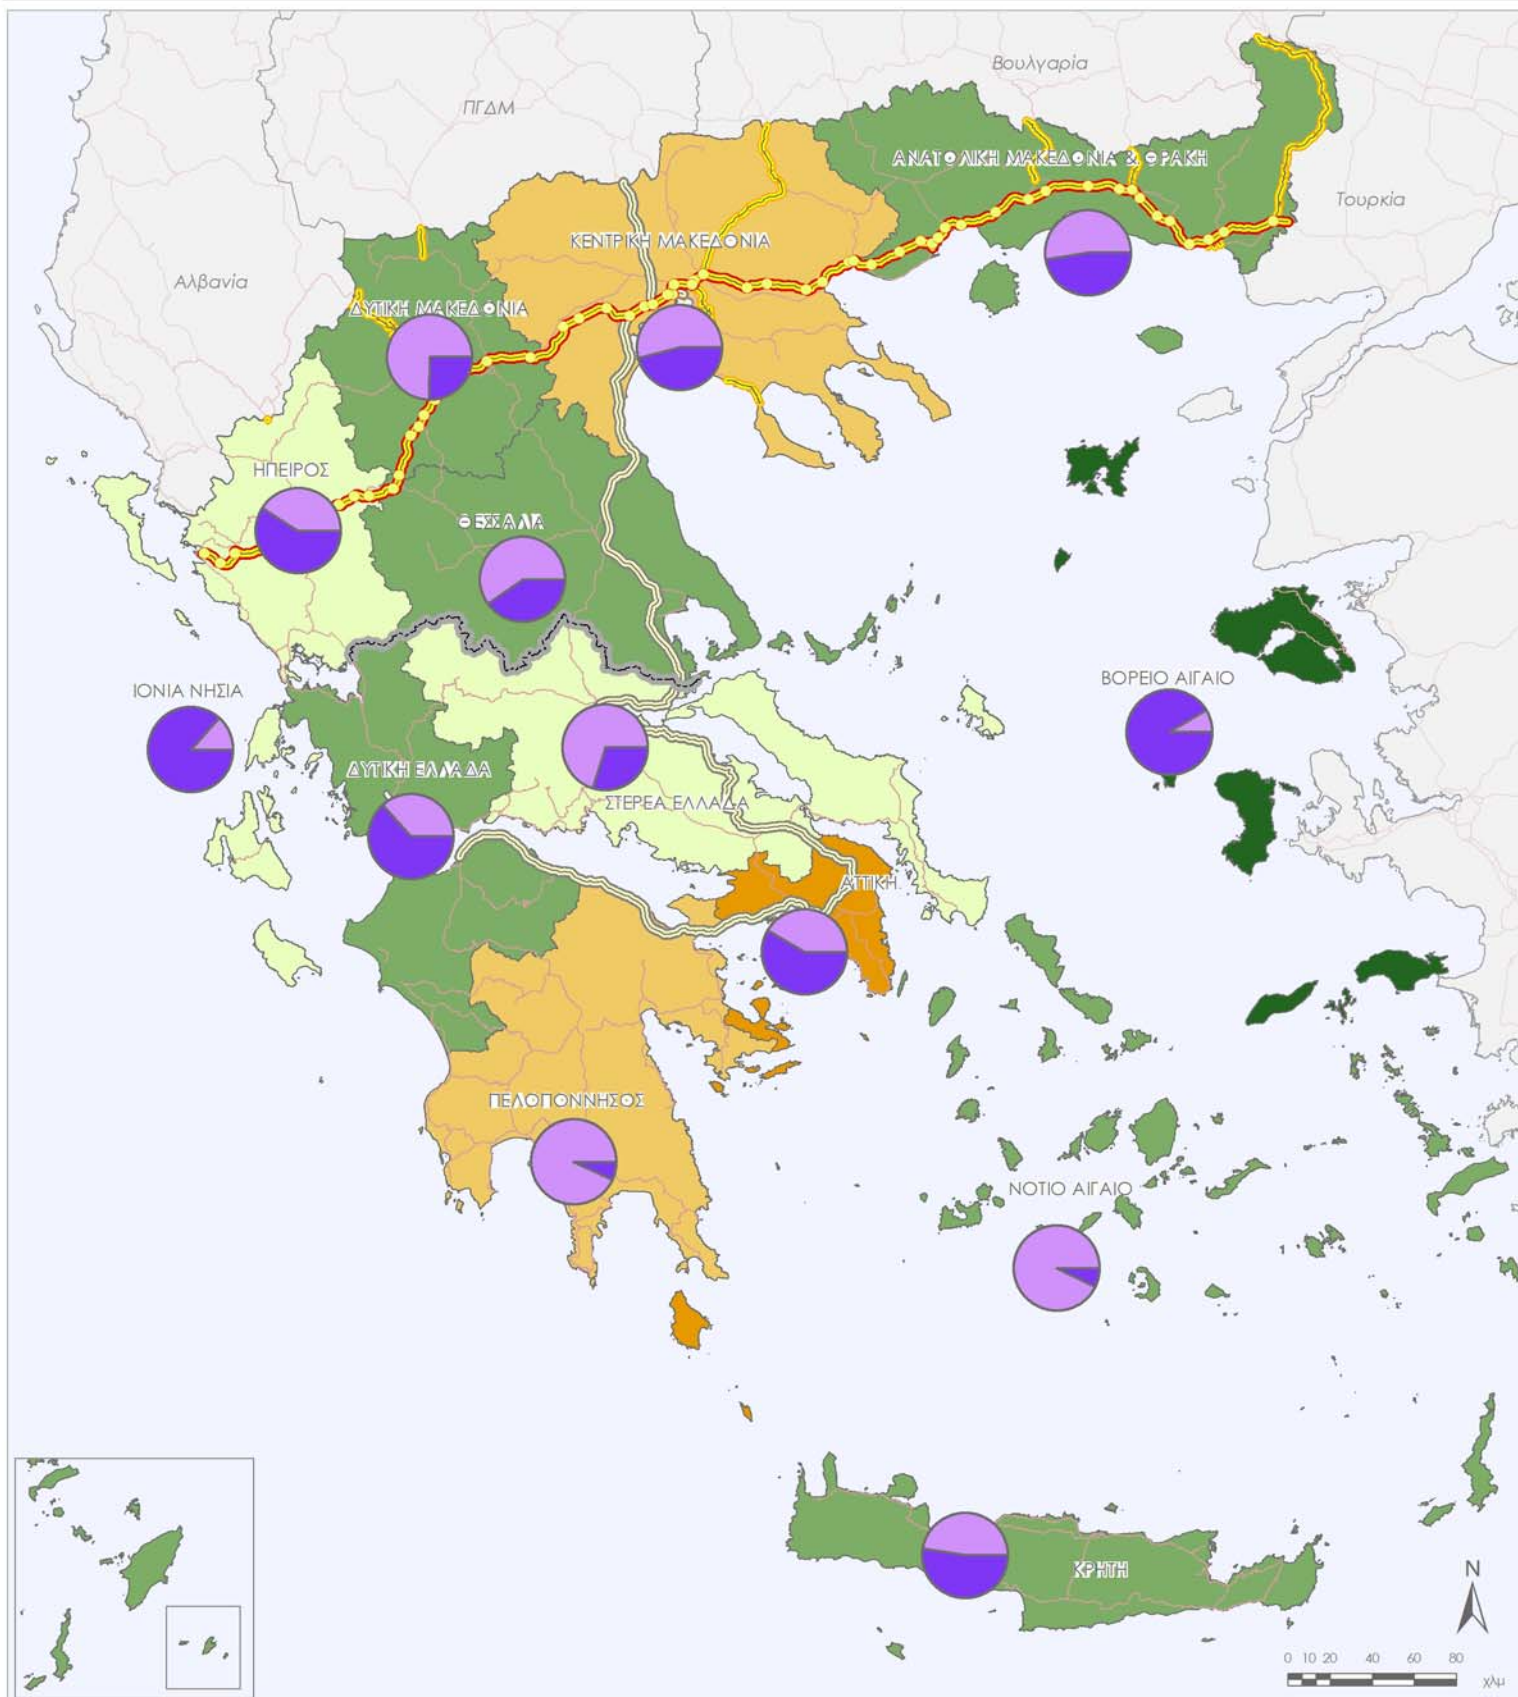 Βουλγαρία
ΠΓΔΜ
ΑΝΑΤΟΛΙΚΗ ΜΑΚΕΔΟΝΙΑ & ΘΡΑΚΗ
Τουρκία
ΚΕΝΤΡΙΚΗ ΜΑΚΕΔΟΝΙΑ
Αλβανία
ΔΥΤΙΚΗ ΜΑΚΕΔΟΝΙΑ
ΗΠΕΙΡΟΣ
ΘΕΣΣΑΛΙΑ
ΒΟΡΕΙΟ ΑΙΓΑΙΟ
ΙΟΝΙΑ ΝΗΣΙΑ
ΔΥΤΙΚΗ ΕΛΛΑΔΑ
ΣΤΕΡΕΑ ΕΛΛΑΔΑ
ΑΤΤΙΚΗ
ΠΕΛΟΠΟΝΝΗΣΟΣ
ΝΟΤΙΟ ΑΙΓΑΙΟ
ΚΡΗΤΗ
N
0 10 20 40 60 80
χλμ